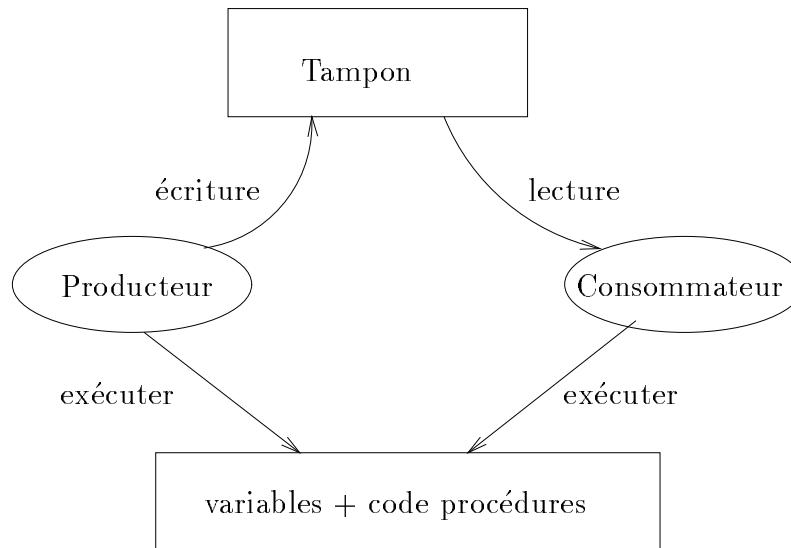 Tampon
écriture
lecture
Producteur
Consommateur
exécuter
exécuter
variables + code procédures